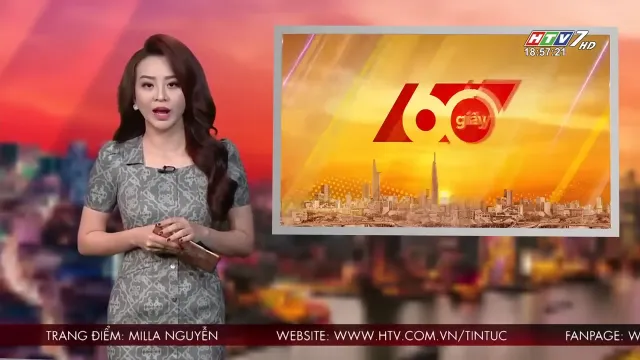 HTV7 HD
18:57:21
60 giây
TRANG ĐIỂM: MILLA NGUYỄN WEBSITE: WWW.HTV.COM.VN/TINTUC FANPAGE: W